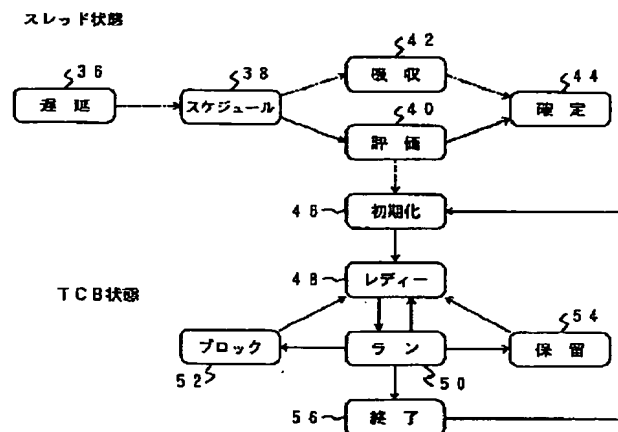 スレッド状態
36
38
42
44
遅延
スケジュール
吸収
確定
40
評価
46
初期化
48
レディー
TCB状態
54
ブロック
ラン
保留
52
50
56
終了